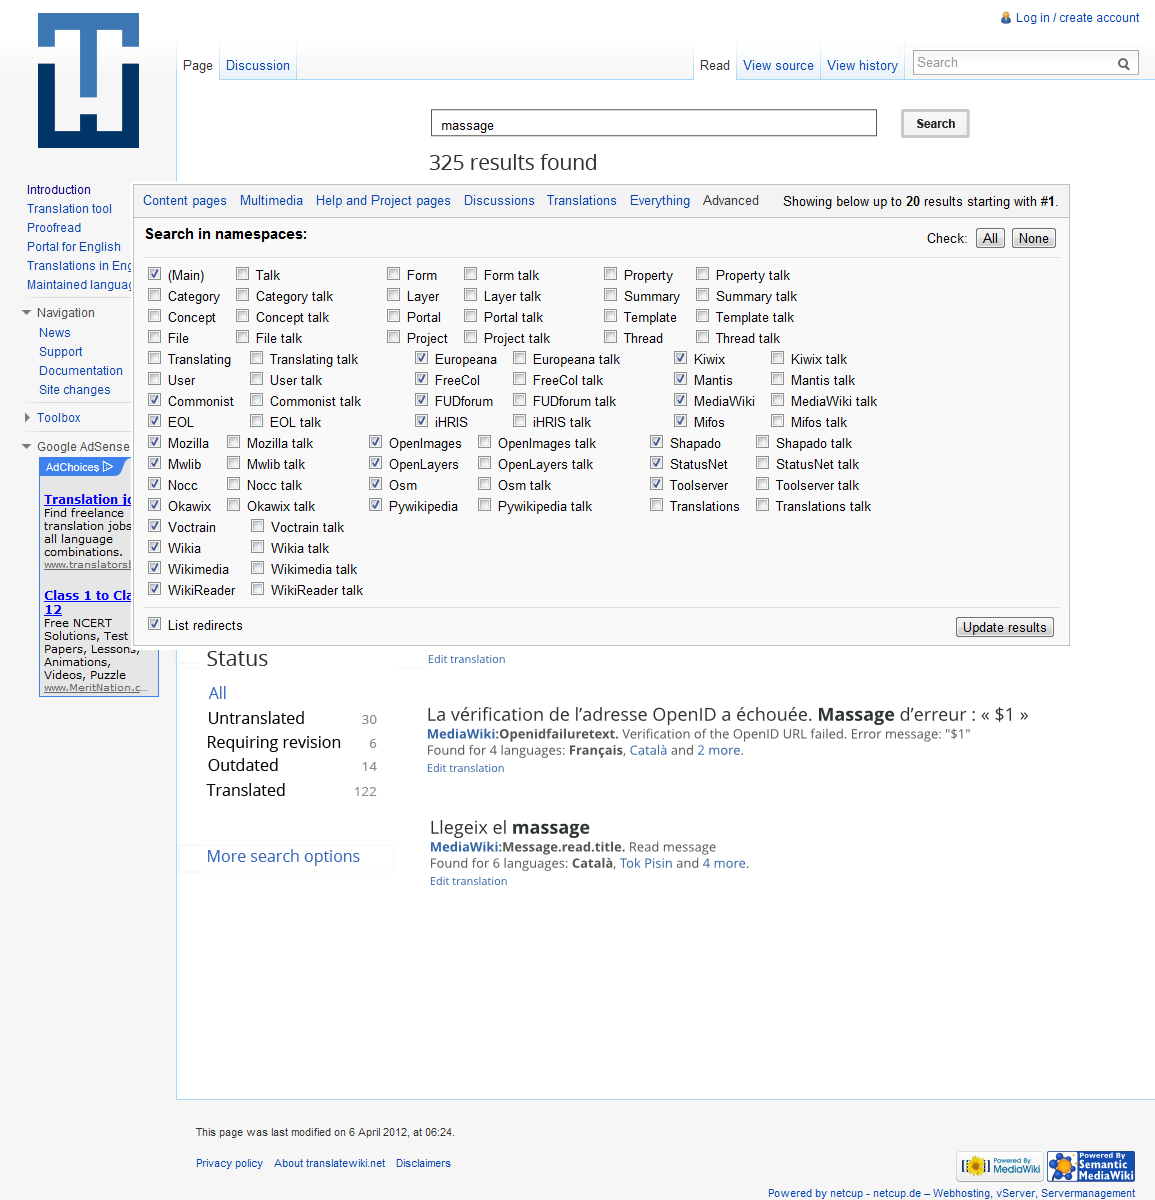 Log in / create account
Page Discussion Read View source View history Search
massage Search
325 results found
Introduction
Translation tool
Proofread
Portal for English
Translations in Eng
Maintained languag
Navigation
News
Support
Documentation
Site changes
Toolbox
Google AdSense
AdChoices
Translation jo
Find freelance
translation jobs
all language
combinations.
www.translatorsb
Class 1 to Cla
12
Free NCERT
Solutions, Test
Papers, Lessons,
Animations,
Videos, Puzzle
www.MeritNation.c...
Content pages Multimedia Help and Project pages Discussions Translations Everything Advanced Showing below up to 20 results starting with #1.
Search in namespaces:
Check: All None
(Main) Talk Form Form talk Property Property talk
Category Category talk Layer Layer talk Summary Summary talk
Concept Concept talk Portal Portal talk Template Template talk
File File talk Project Project talk Thread Thread talk
Translating Translating talk Europeana Europeana talk Kiwix Kiwix talk
User User talk FreeCol FreeCol talk Mantis Mantis talk
Commonist Commonist talk FUDforum FUDforum talk MediaWiki MediaWiki talk
EOL EOL talk iHRIS iHRIS talk Mifos Mifos talk
Mozilla Mozilla talk OpenImages OpenImages talk Shapado Shapado talk
Mwlib Mwlib talk OpenLayers OpenLayers talk StatusNet StatusNet talk
Nocc Nocc talk Osm Osm talk Toolserver Toolserver talk
Okawix Okawix talk Pywikipedia Pywikipedia talk Translations Translations talk
Voctrain Voctrain talk
Wikia Wikia talk
Wikimedia Wikimedia talk
WikiReader WikiReader talk
List redirects Update results
Status
All
Untranslated 30
Requiring revision 6
Outdated 14
Translated 122
More search options
Edit translation
La vérification de l’adresse OpenID a échouée. Massage d’erreur : « $1 »
MediaWiki:Openidfailuretext. Verification of the OpenID URL failed. Error message: "$1"
Found for 4 languages: Français, Català and 2 more.
Edit translation
Llegeix el massage
MediaWiki:Message.read.title. Read message
Found for 6 languages: Català, Tok Pisin and 4 more.
Edit translation
This page was last modified on 6 April 2012, at 06:24.
Privacy policy About translatewiki.net Disclaimers
Powered By
MediaWiki
Powered By
Semantic
MediaWiki
Powered by netcup - netcup.de – Webhosting, vServer, Servermanagement